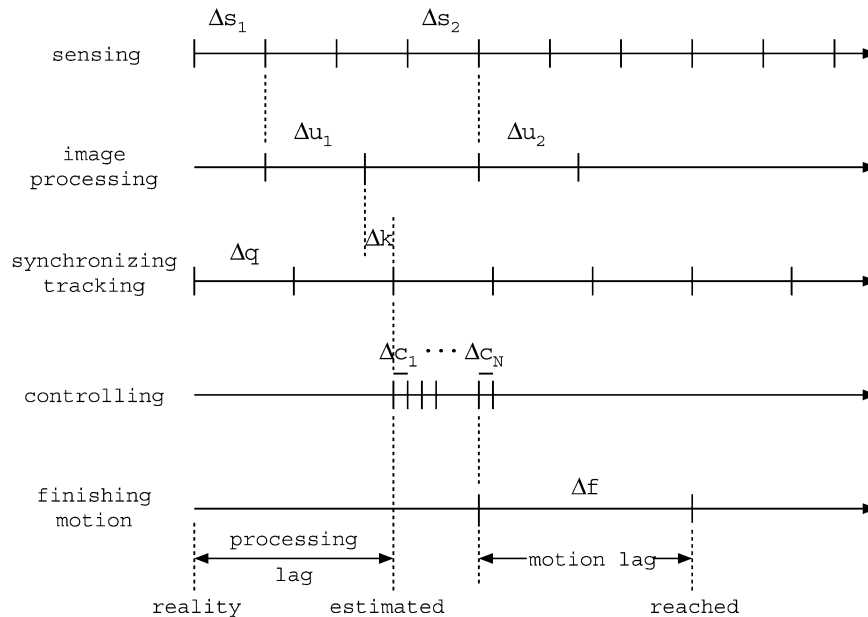 Δs1 Δs2
sensing
Δu1 Δu2
image
processing
Δk
synchronizing
tracking
Δq
Δc1 ··· ΔcN
controlling
finishing
motion
Δf
processing
lag
motion lag
reality estimated reached